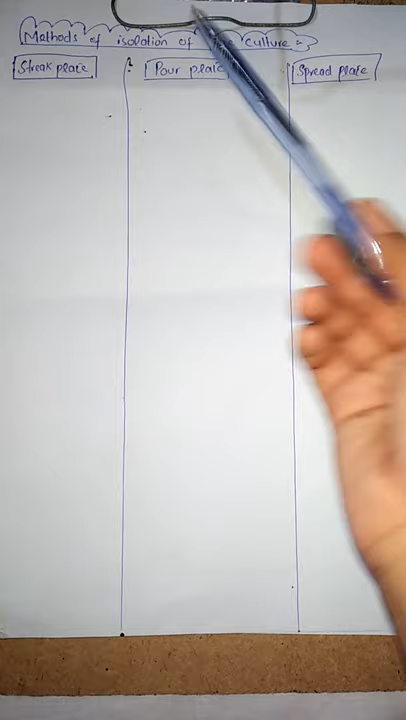 Methods of isolation of culture :-
Streak plate
Pour plate
Spread plate